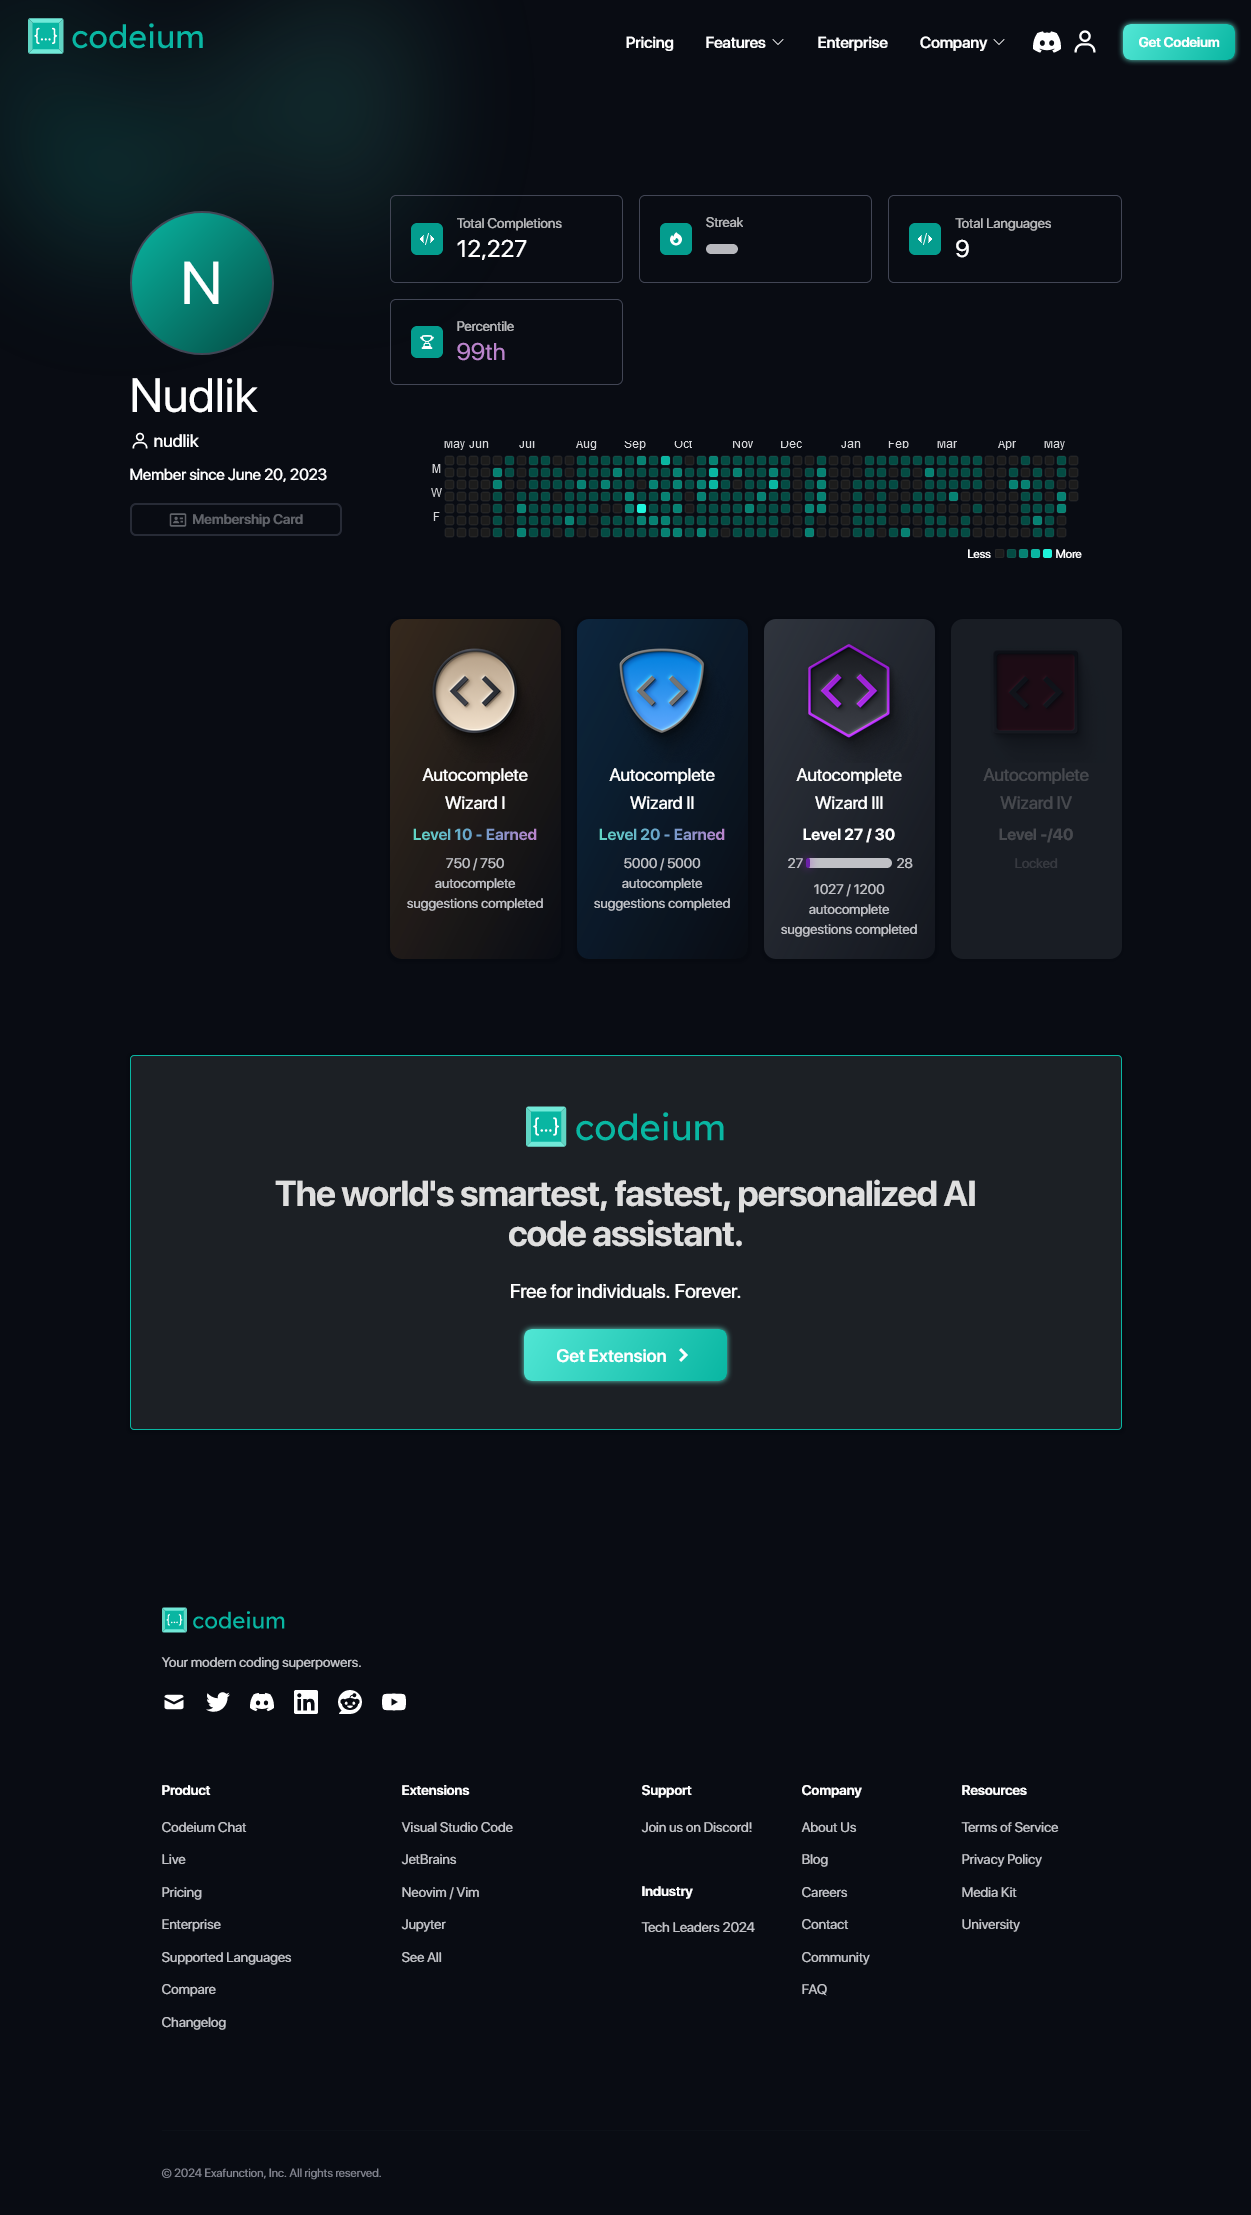 codeium
Pricing
Features
Enterprise
Company
Get Codeium
N
Nudlik
nudlik
Member since June 20, 2023
Membership Card
Total Completions
12,227
Streak
Total Languages
9
Percentile
99th
May Jun Jul Aug Sep Oct Nov Dec Jan Feb Mar Apr May
M
W
F
Less
More
Autocomplete
Wizard I
Level 10 - Earned
750 / 750
autocomplete
suggestions completed
Autocomplete
Wizard II
Level 20 - Earned
5000 / 5000
autocomplete
suggestions completed
Autocomplete
Wizard III
Level 27 / 30
27
28
1027 / 1200
autocomplete
suggestions completed
Autocomplete
Wizard IV
Level -/40
Locked
codeium
The world's smartest, fastest, personalized AI
code assistant.
Free for individuals. Forever.
Get Extension
codeium
Your modern coding superpowers.
Product
Codeium Chat
Live
Pricing
Enterprise
Supported Languages
Compare
Changelog
Extensions
Visual Studio Code
JetBrains
Neovim / Vim
Jupyter
See All
Support
Join us on Discord!
Industry
Tech Leaders 2024
Company
About Us
Blog
Careers
Contact
Community
FAQ
Resources
Terms of Service
Privacy Policy
Media Kit
University
© 2024 Exafunction, Inc. All rights reserved.